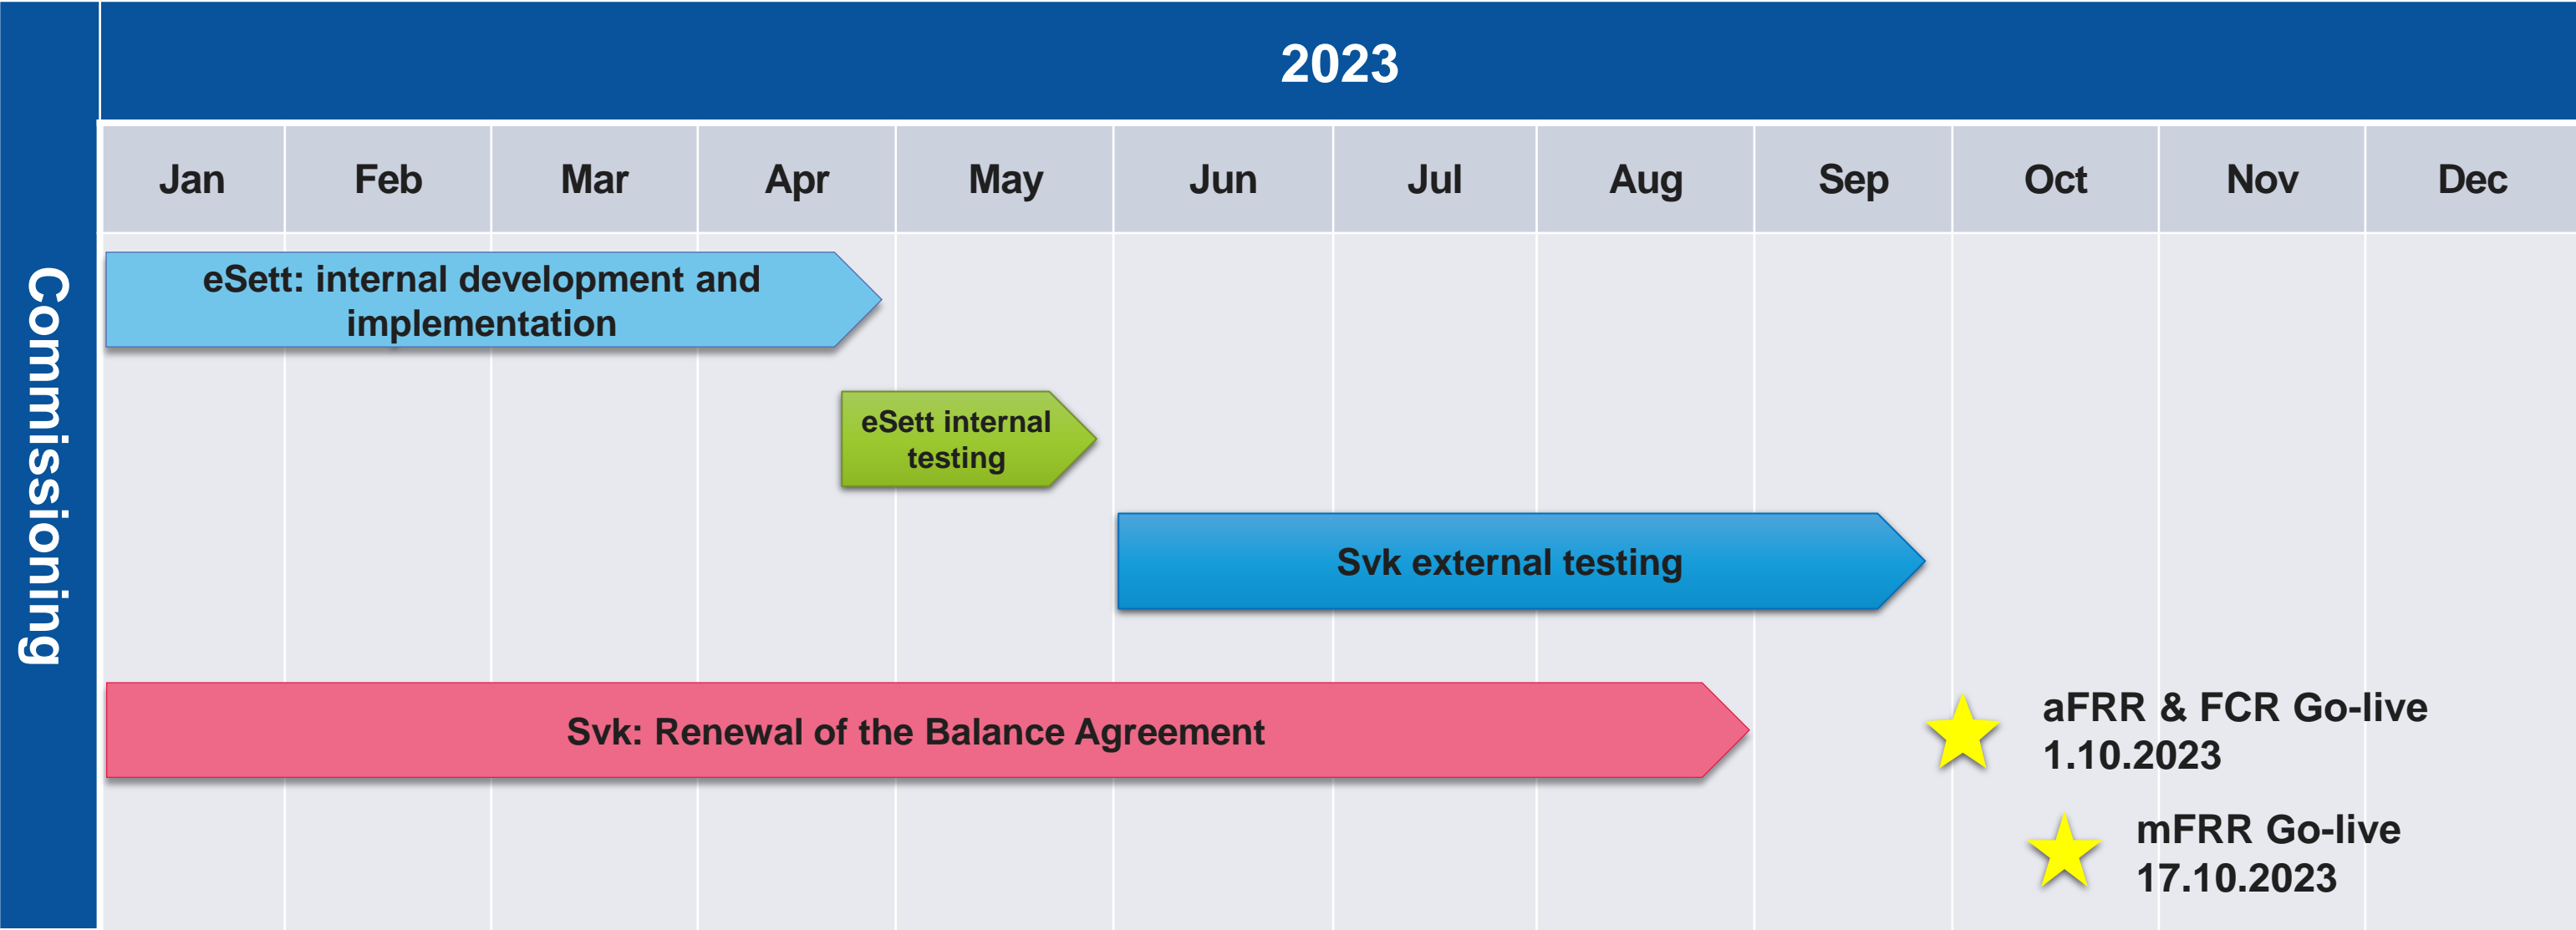 2023
Jan
Feb
Mar
Apr
May
Jun
Jul
Aug
Sep
Oct
Nov
Dec
Commissioning
eSett: internal development and
implementation
eSett internal
testing
Svk external testing
Svk: Renewal of the Balance Agreement
aFRR & FCR Go-live
1.10.2023
mFRR Go-live
17.10.2023